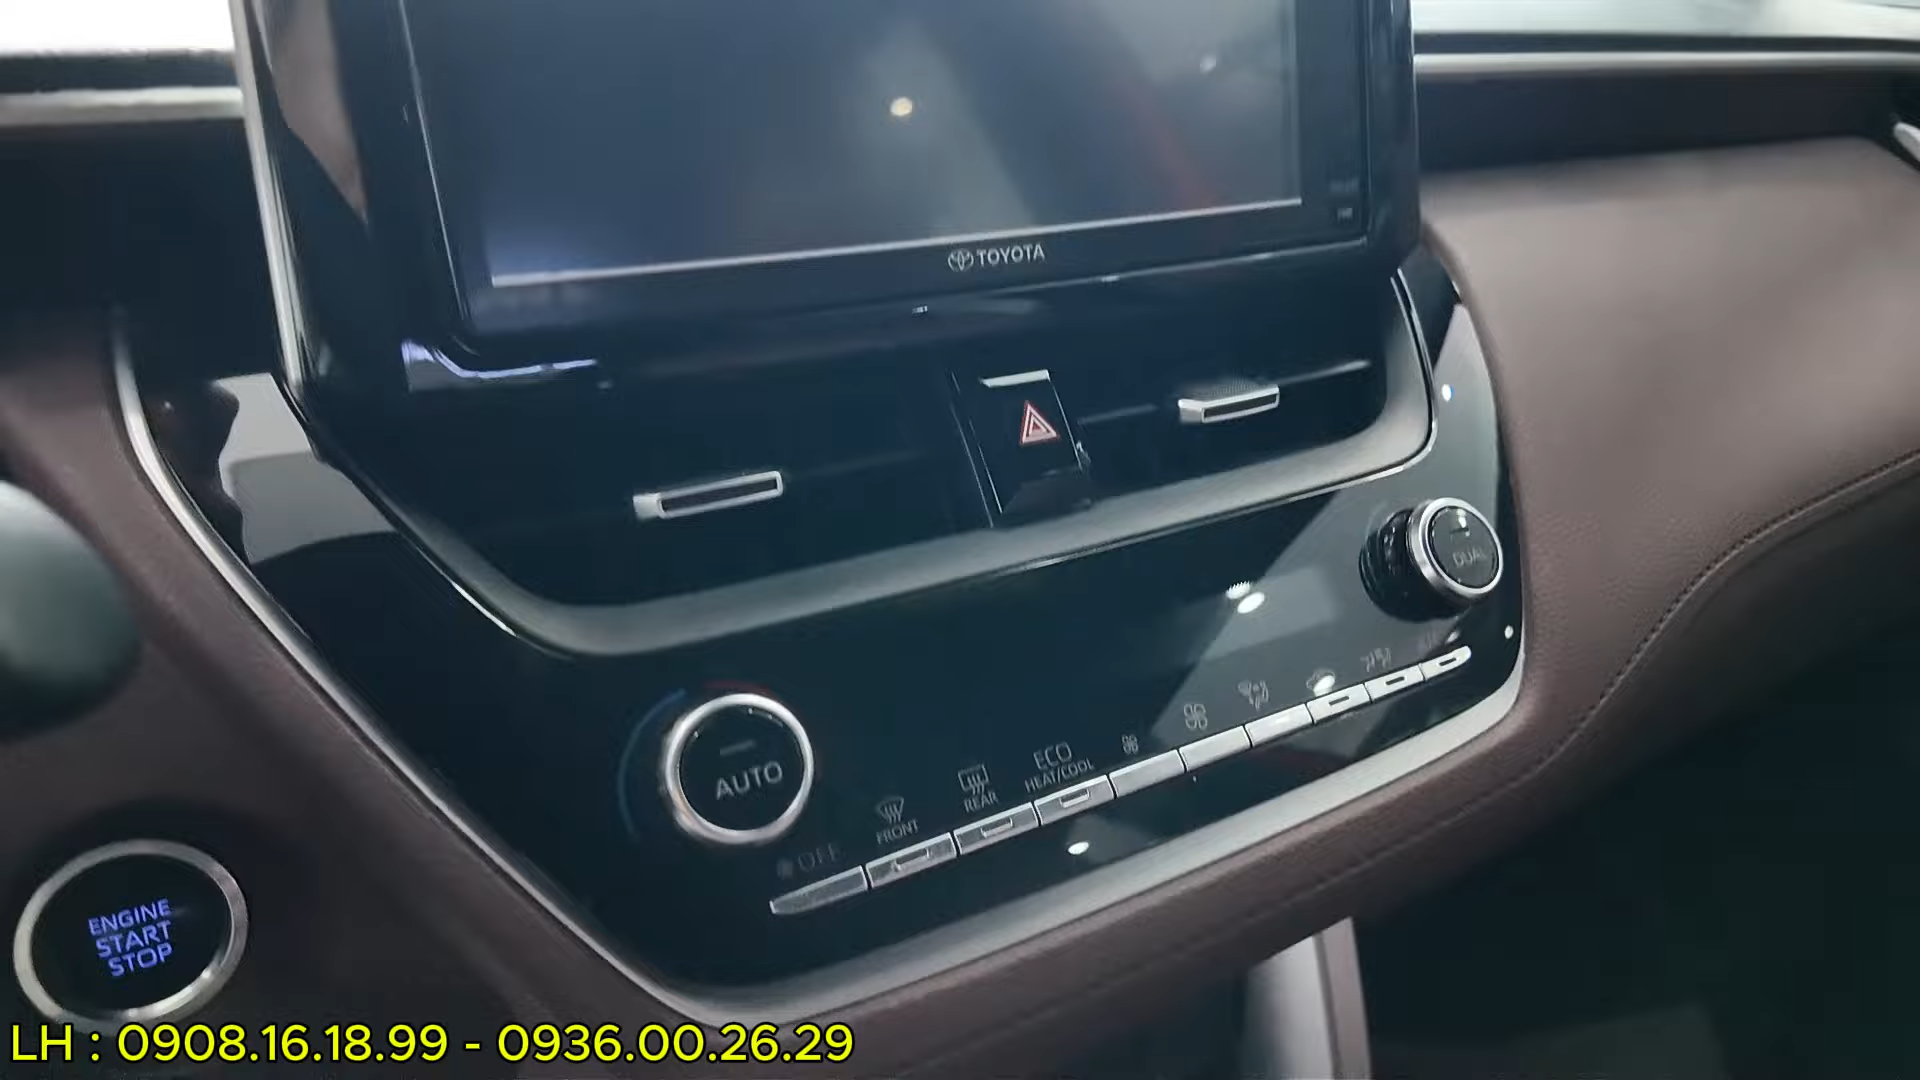 TOYOTA
DUAL
AUTO
OFF
FRONT
REAR
ECO
HEAT/COOL
ENGINE
START
STOP
LH : 0908.16.18.99 - 0936.00.26.29